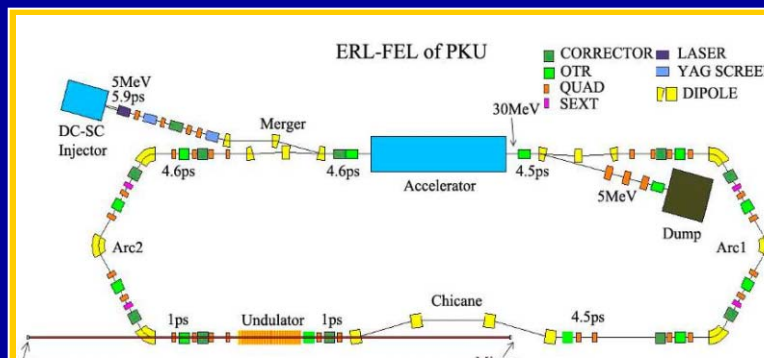 ERL-FEL of PKU
CORRECTOR
OTR
QUAD
SEXT
LASER
YAG SCREE
DIPOLE
5MeV
5.9ps
DC-SC
Injector
Merger
4.6ps
4.6ps
Accelerator
30MeV
4.5ps
5MeV
Dump
Arc2
Arc1
Chicane
1ps
Undulator
1ps
4.5ps